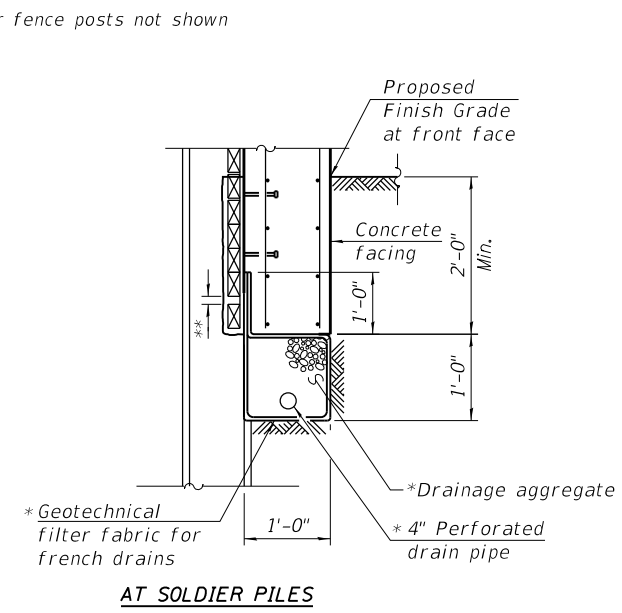 r fence posts not shown
Proposed
Finish Grade
at front face
Concrete
facing
2'-0"
Min.
1'-0"
**
1'-0"
*Drainage aggregate
* Geotechnical
filter fabric for
french drains
1'-0"
* 4" Perforated
drain pipe
AT SOLDIER PILES